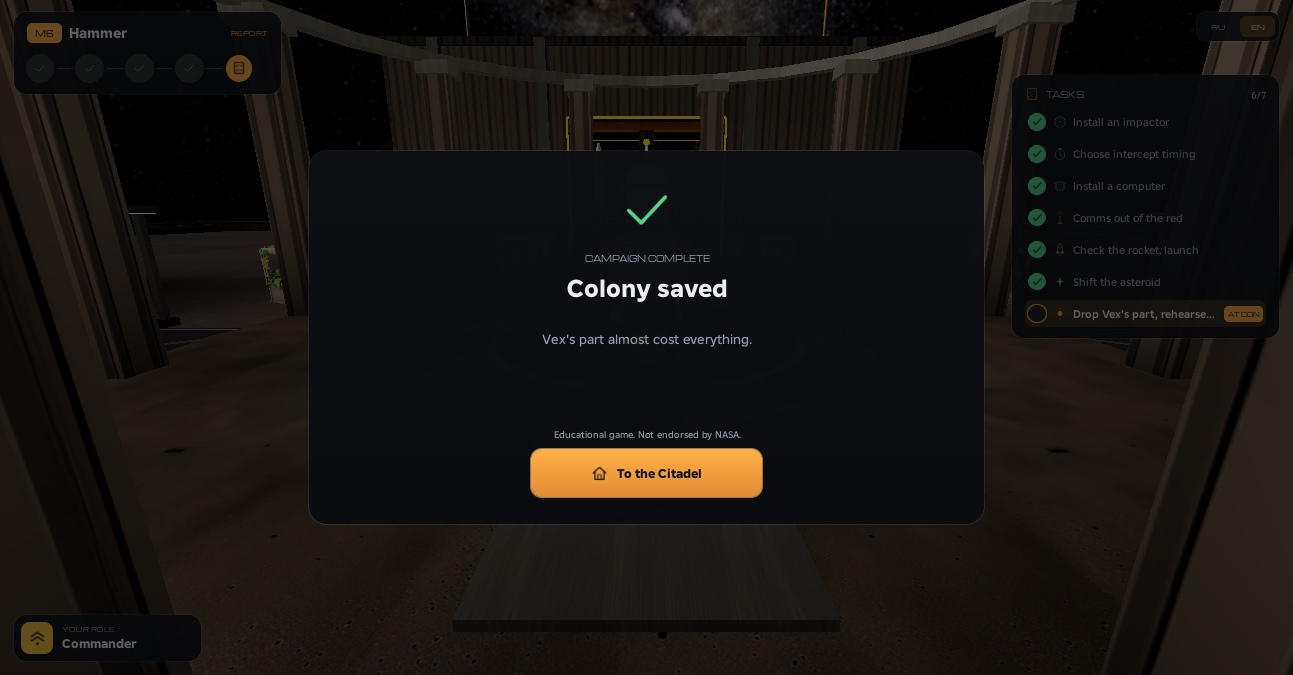 M6 Hammer REPORT
RU EN
TASKS 6/7
Install an impactor
Choose intercept timing
Install a computer
Comms out of the red
Check the rocket, launch
Shift the asteroid
Drop Vex's part, rehearse... AT CON
CAMPAIGN COMPLETE
Colony saved
Vex's part almost cost everything.
Educational game. Not endorsed by NASA.
To the Citadel
YOUR ROLE
Commander